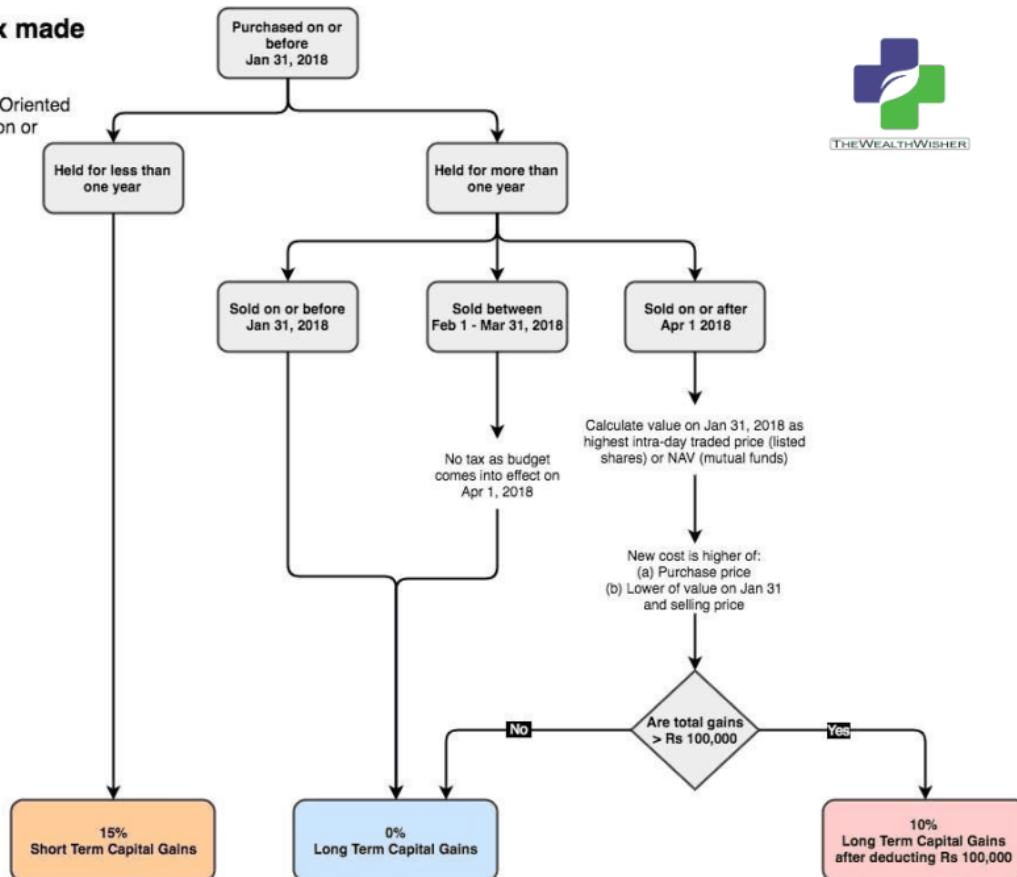 x made
Oriented
on or
Purchased on or
before
Jan 31, 2018
THEWEALTHWISHER
Held for less than
one year
Held for more than
one year
Sold on or before
Jan 31, 2018
Sold between
Feb 1 - Mar 31, 2018
Sold on or after
Apr 1 2018
No tax as budget
comes into effect on
Apr 1, 2018
Calculate value on Jan 31, 2018 as
highest intra-day traded price (listed
shares) or NAV (mutual funds)
New cost is higher of:
(a) Purchase price
(b) Lower of value on Jan 31
and selling price
Are total gains
> Rs 100,000
No
Yes
15%
Short Term Capital Gains
0%
Long Term Capital Gains
10%
Long Term Capital Gains
after deducting Rs 100,000